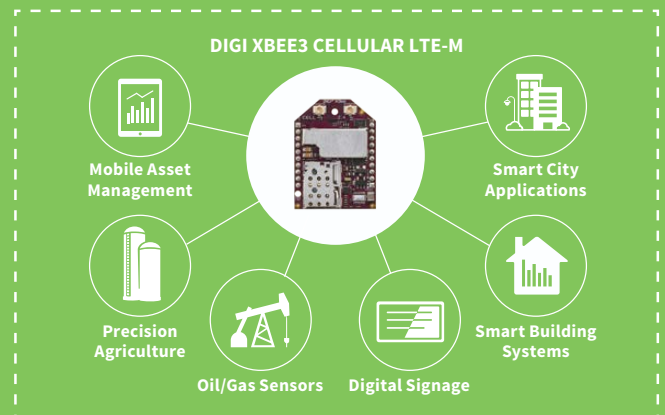 DIGI XBEE3 CELLULAR LTE-M
Mobile Asset
Management
Smart City
Applications
Precision
Agriculture
Smart Building
Systems
Oil/Gas Sensors
Digital Signage